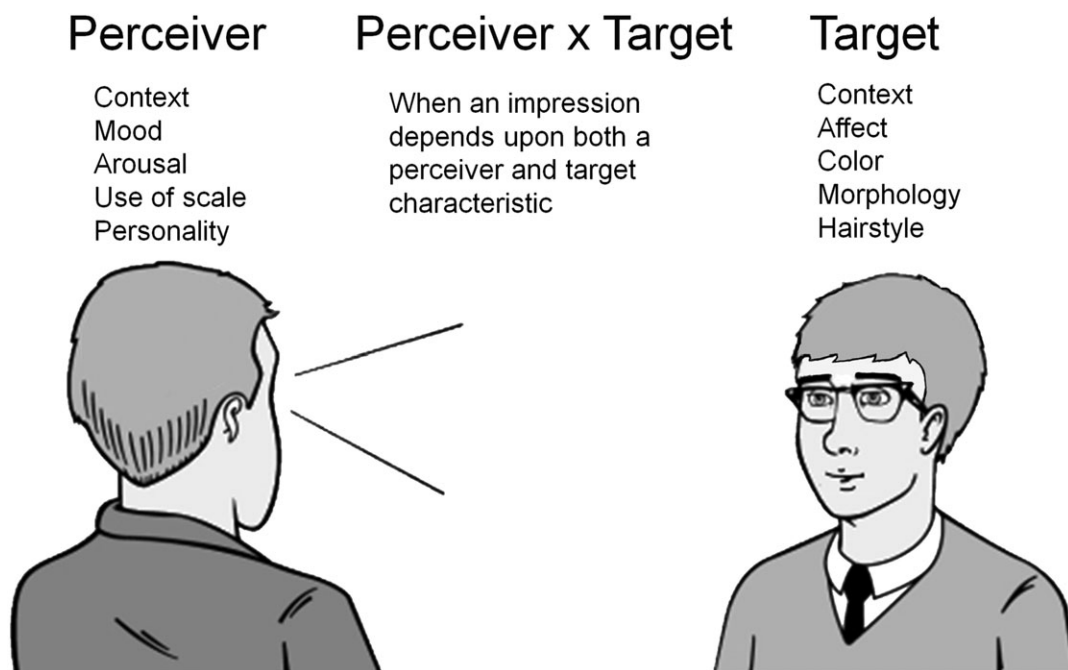 Perceiver
Context
Mood
Arousal
Use of scale
Personality
Perceiver x Target
When an impression
depends upon both a
perceiver and target
characteristic
Target
Context
Affect
Color
Morphology
Hairstyle